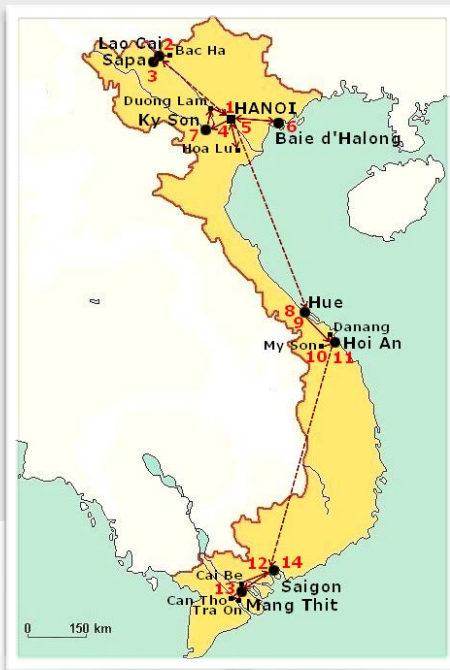 Lao Cai 2 Bac Ha
Sapa 3
Duong Lam 1 HANOI
Ky Son 4 5 6
7 Baie d'Halong
Hoa Lu
8 Hue
9 Danang
My Son Hoi An
10 11
12 14
Cai Be Saigon
13
Can Tho Mang Thit
Tra On
0 150 km